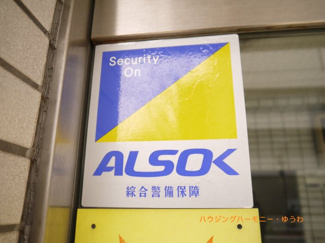 Security
On
ALSOK
綜合警備保障
ハウジングハーモニー・ゆうわ